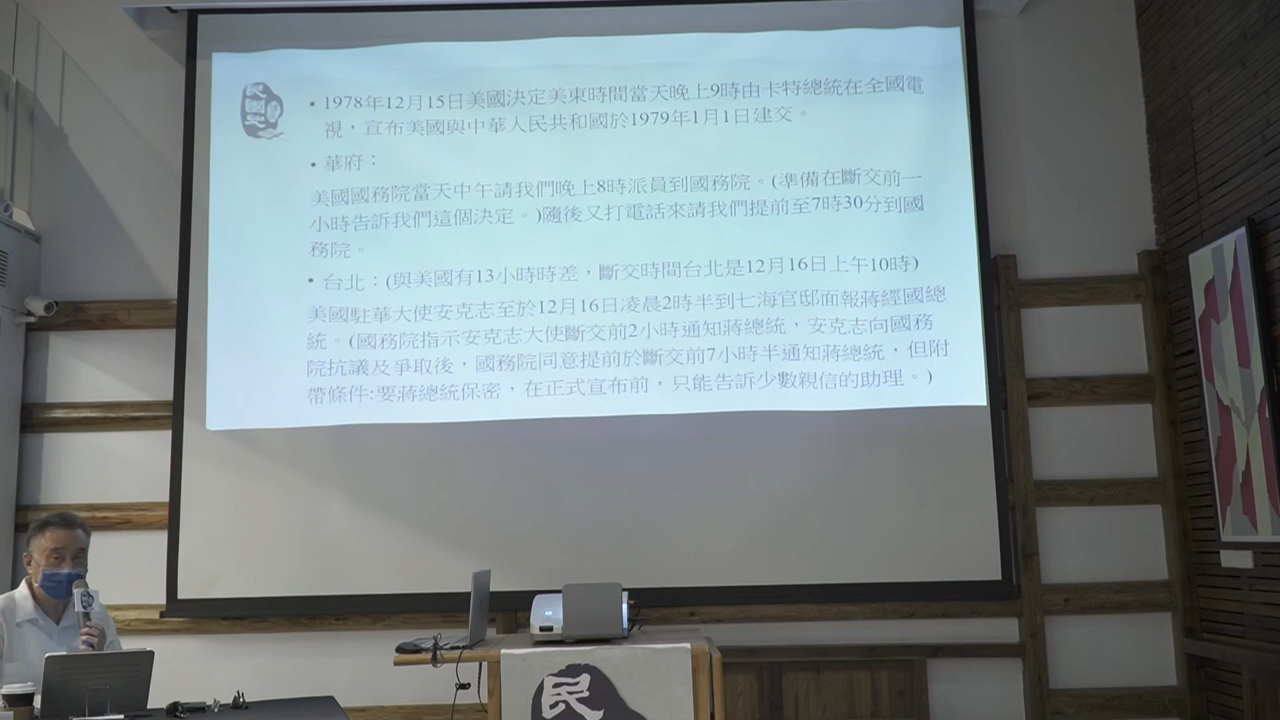 民國史
• 1978年12月15日美國決定美東時間當天晚上9時由卡特總統在全國電
視，宣布美國與中華人民共和國於1979年1月1日建交。
• 華府：
美國國務院當天中午請我們晚上8時派員到國務院。(準備在斷交前一
小時告訴我們這個決定。)隨後又打電話來請我們提前至7時30分到國
務院。
• 台北：(與美國有13小時時差，斷交時間台北是12月16日上午10時)
美國駐華大使安克志至於12月16日凌晨2時半到七海官邸面報蔣經國總
統。(國務院指示安克志大使斷交前2小時通知蔣總統，安克志向國務
院抗議及爭取後，國務院同意提前於斷交前7小時半通知蔣總統，但附
帶條件:要蔣總統保密，在正式宣布前，只能告訴少數親信的助理。)
民